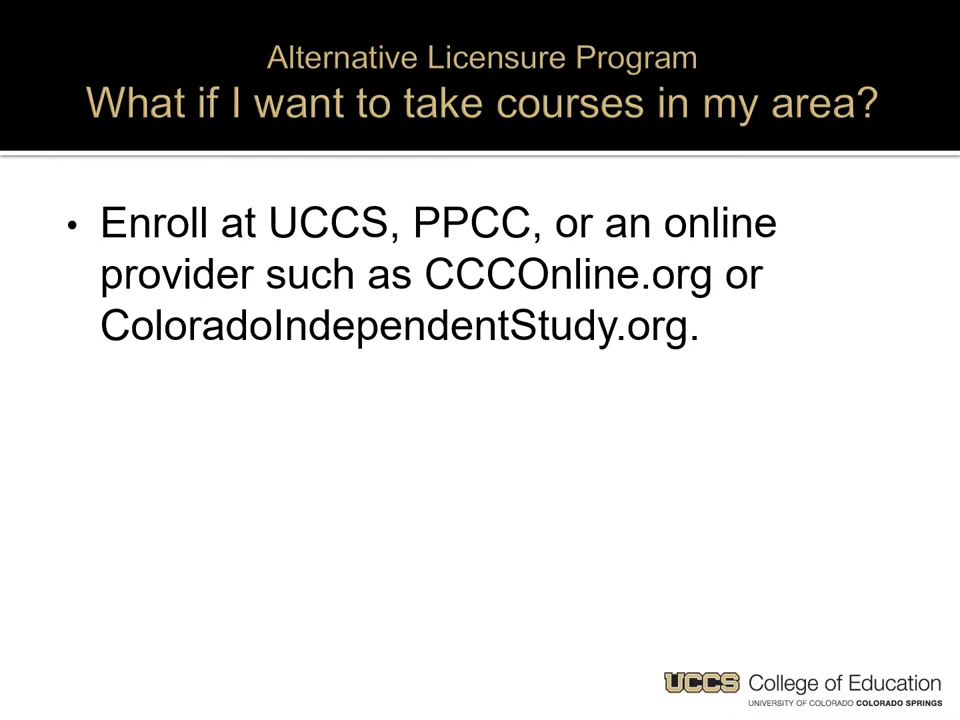 Alternative Licensure Program
What if I want to take courses in my area?
• Enroll at UCCS, PPCC, or an online
provider such as CCCOnline.org or
ColoradoIndependentStudy.org.
UCCS College of Education
UNIVERSITY OF COLORADO COLORADO SPRINGS